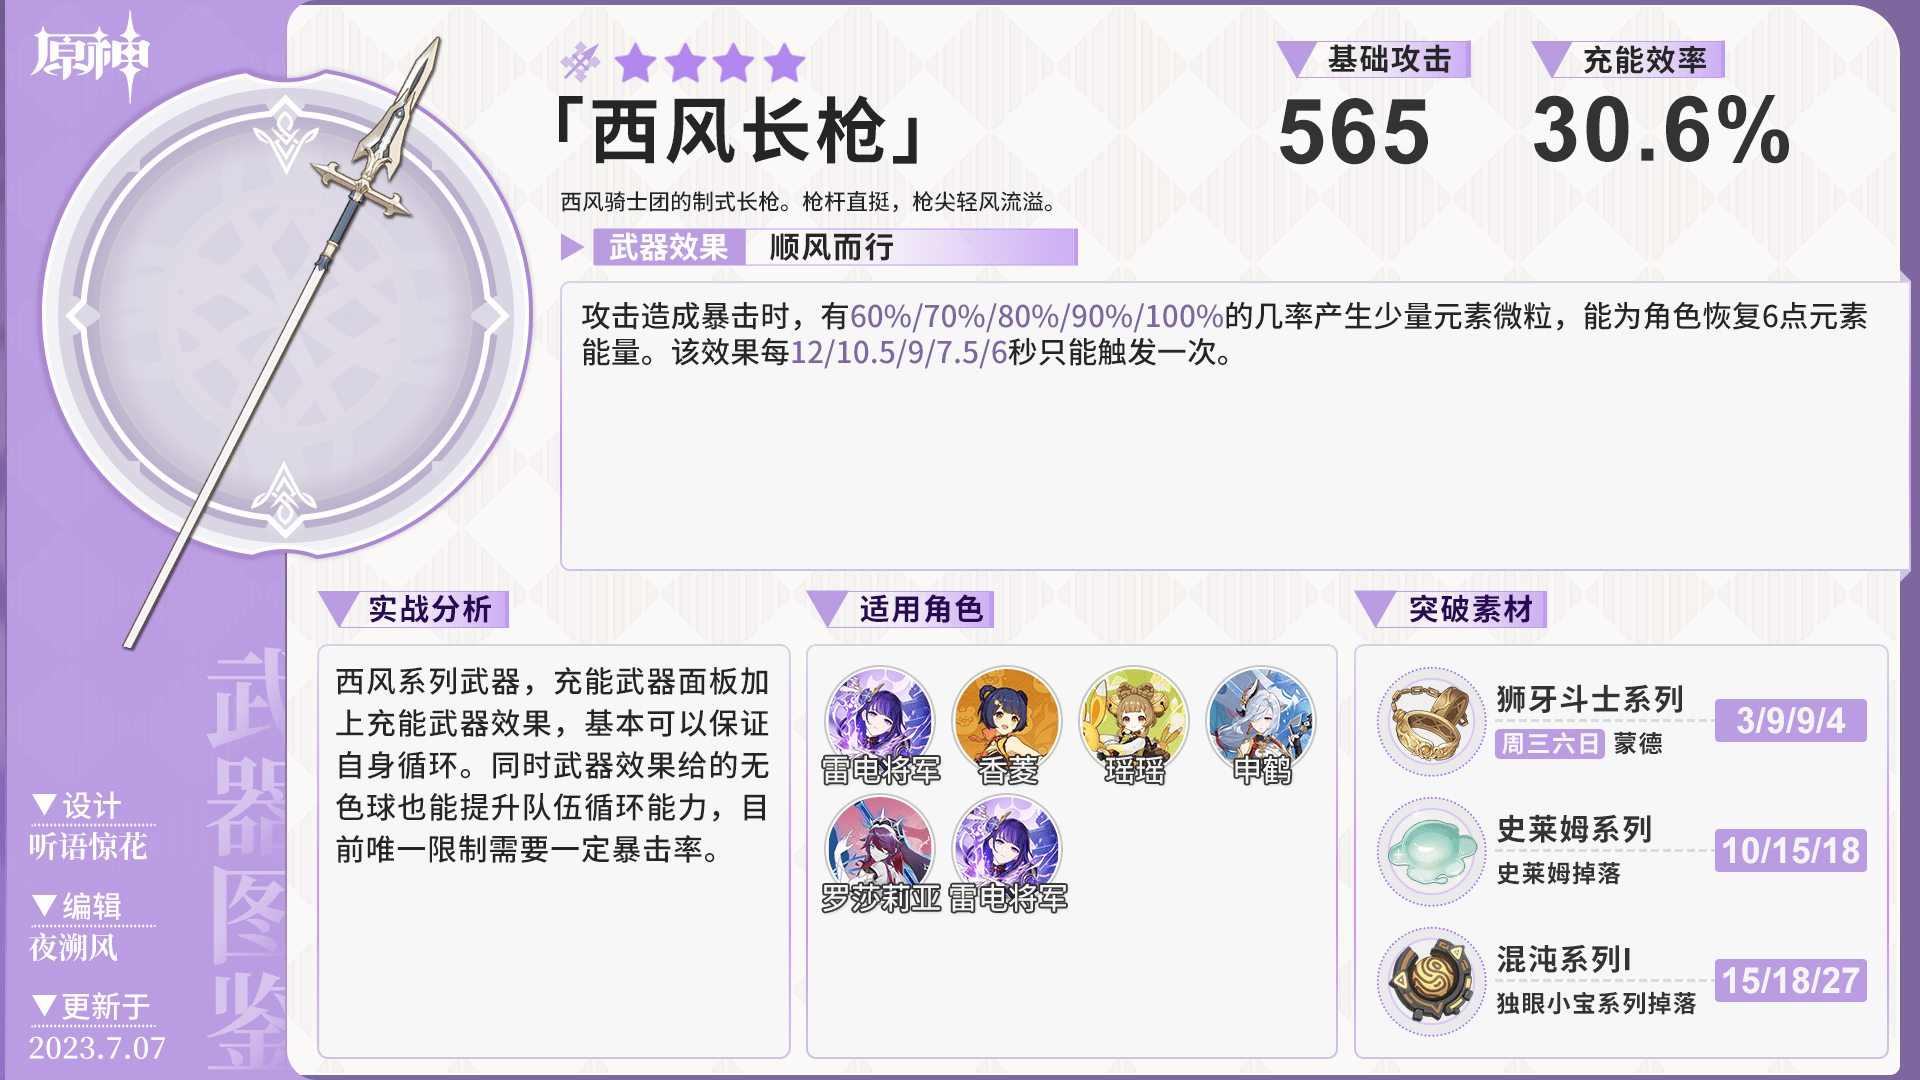 原神
「西风长枪」
西风骑士团的制式长枪。枪杆直挺，枪尖轻风流溢。
基础攻击
565
充能效率
30.6%
武器效果 顺风而行
攻击造成暴击时，有60%/70%/80%/90%/100%的几率产生少量元素微粒，能为角色恢复6点元素
能量。该效果每12/10.5/9/7.5/6秒只能触发一次。
实战分析
西风系列武器，充能武器面板加
上充能武器效果，基本可以保证
自身循环。同时武器效果给的无
色球也能提升队伍循环能力，目
前唯一限制需要一定暴击率。
适用角色
雷电将军 香菱 瑶瑶 申鹤
罗莎莉亚 雷电将军
突破素材
狮牙斗士系列
周三六日 蒙德
3/9/9/4
史莱姆系列
史莱姆掉落
10/15/18
混沌系列I
独眼小宝系列掉落
15/18/27
武器图鉴
▼设计
听语惊花
▼编辑
夜溯风
▼更新于
2023.7.07